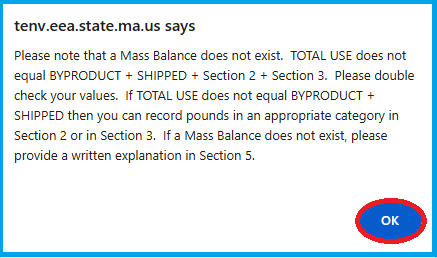 tenv.eea.state.ma.us says
Please note that a Mass Balance does not exist.  TOTAL USE does not
equal BYPRODUCT + SHIPPED + Section 2 + Section 3.  Please double
check your values.  If TOTAL USE does not equal BYPRODUCT +
SHIPPED then you can record pounds in an appropriate category in
Section 2 or in Section 3.  If a Mass Balance does not exist, please
provide a written explanation in Section 5.
OK